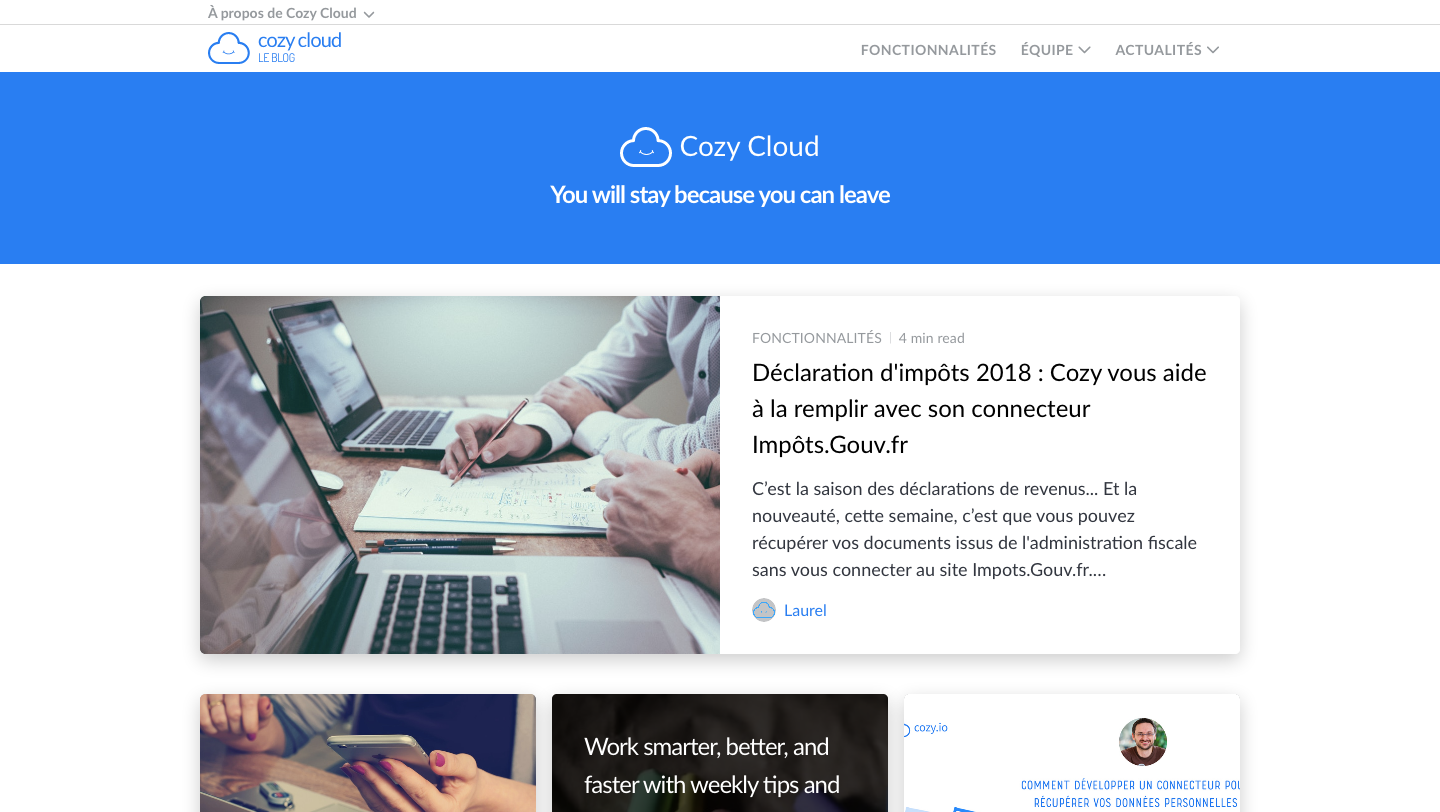 À propos de Cozy Cloud
cozy cloud
LE BLOG
FONCTIONNALITÉS
ÉQUIPE
ACTUALITÉS
Cozy Cloud
You will stay because you can leave
FONCTIONNALITÉS
4 min read
Déclaration d'impôts 2018 : Cozy vous aide
à la remplir avec son connecteur
Impôts.Gouv.fr
C’est la saison des déclarations de revenus... Et la
nouveauté, cette semaine, c’est que vous pouvez
récupérer vos documents issus de l'administration fiscale
sans vous connecter au site Impots.Gouv.fr.…
Laurel
Work smarter, better, and
faster with weekly tips and
cozy.io
COMMENT DÉVELOPPER UN CONNECTEUR
RÉCUPÉRER VOS DONNÉES PERSONNELLES